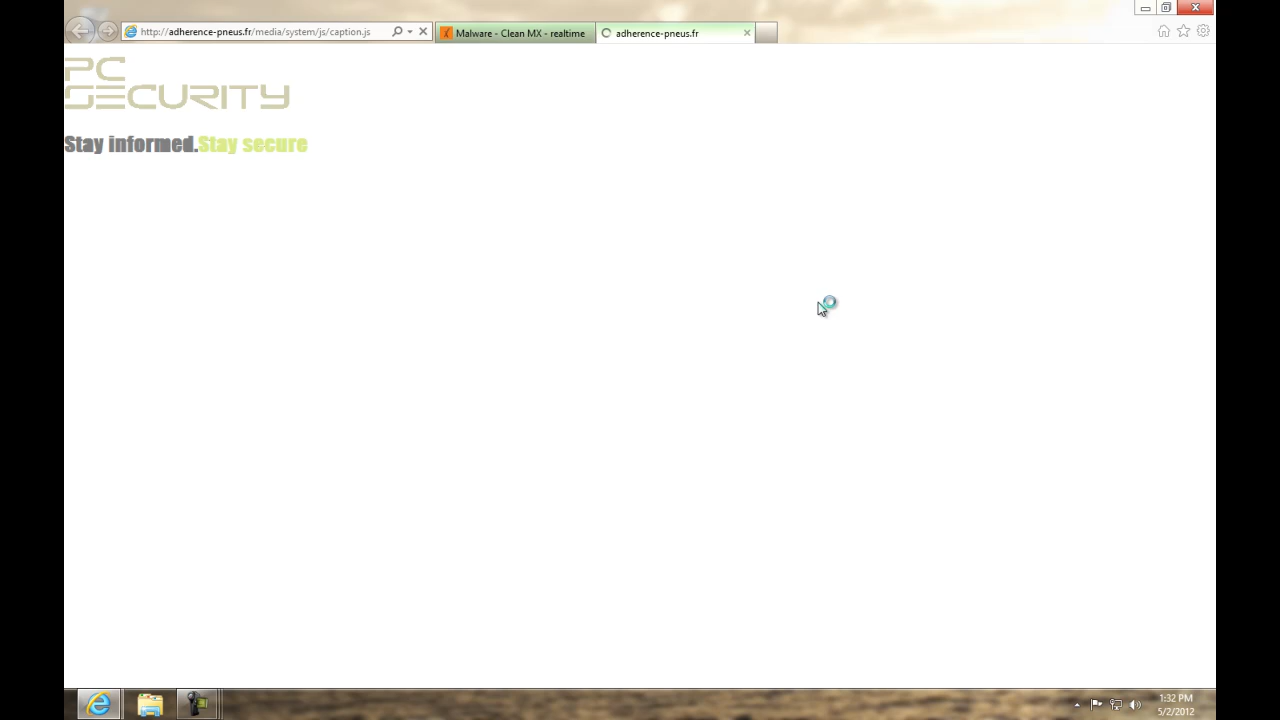 http://adherence-pneus.fr/media/system/js/caption.js
Malware - Clean MX - realtime
adherence-pneus.fr
PC
SECURITY
Stay informed.Stay secure
1:32 PM
5/2/2012